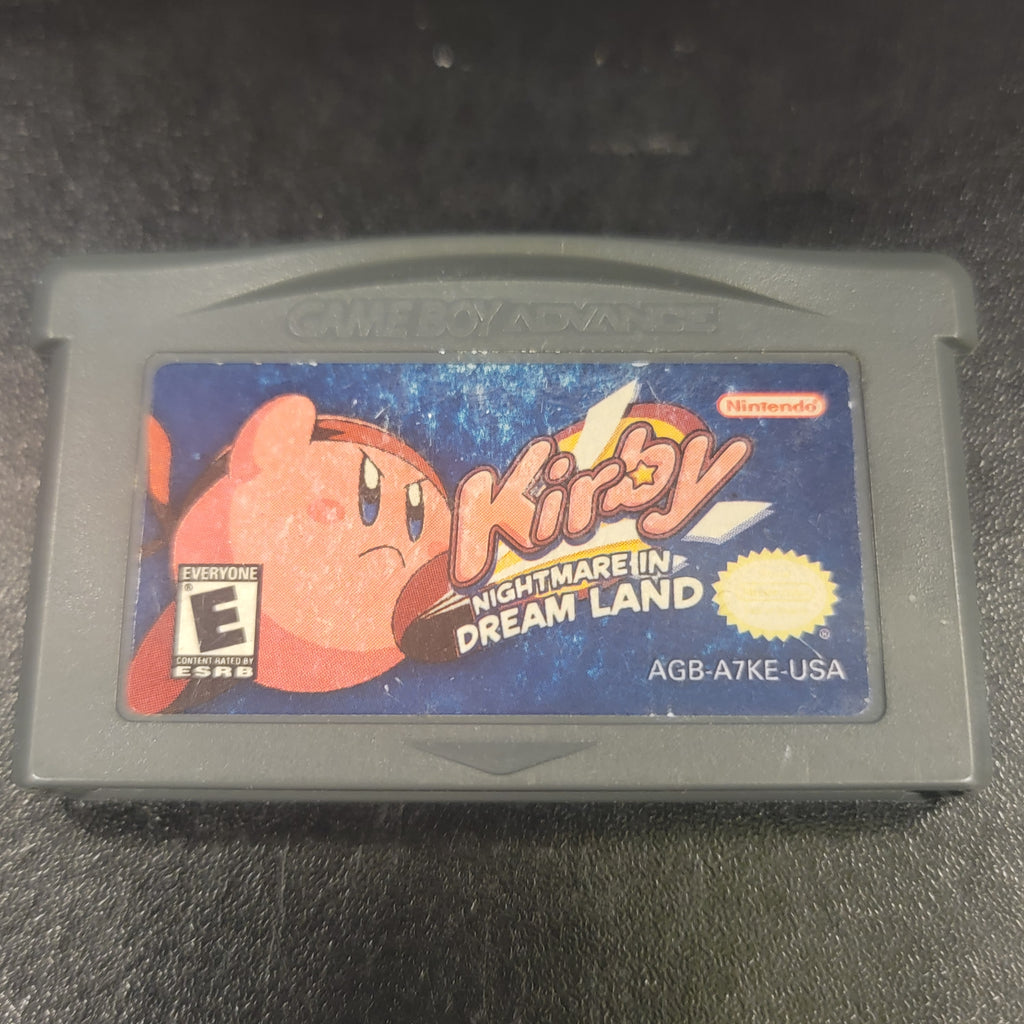 GAME BOY ADVANCE
Nintendo®
Kirby
NIGHTMARE IN
DREAM LAND
EVERYONE
®
E
CONTENT RATED BY
ESRB
®
AGB-A7KE-USA